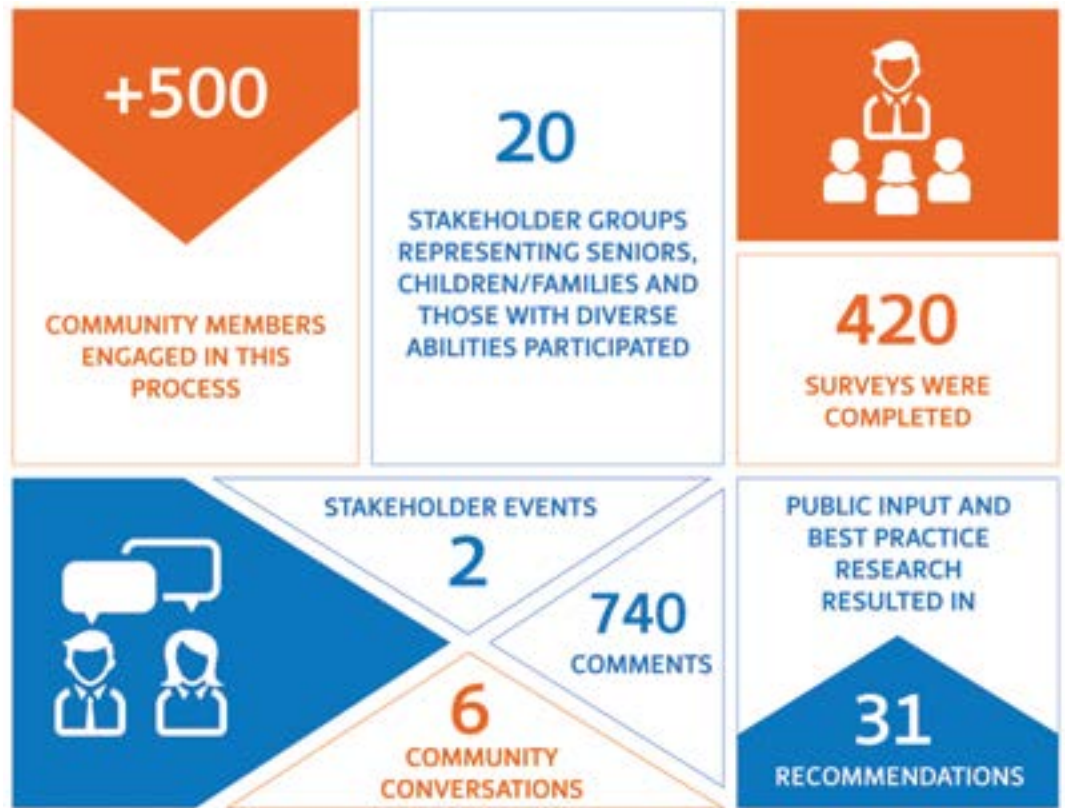 +500
COMMUNITY MEMBERS
ENGAGED IN THIS
PROCESS
20
STAKEHOLDER GROUPS
REPRESENTING SENIORS,
CHILDREN/FAMILIES AND
THOSE WITH DIVERSE
ABILITIES PARTICIPATED
420
SURVEYS WERE
COMPLETED
STAKEHOLDER EVENTS
2
740
COMMENTS
6
COMMUNITY
CONVERSATIONS
PUBLIC INPUT AND
BEST PRACTICE
RESEARCH
RESULTED IN
31
RECOMMENDATIONS